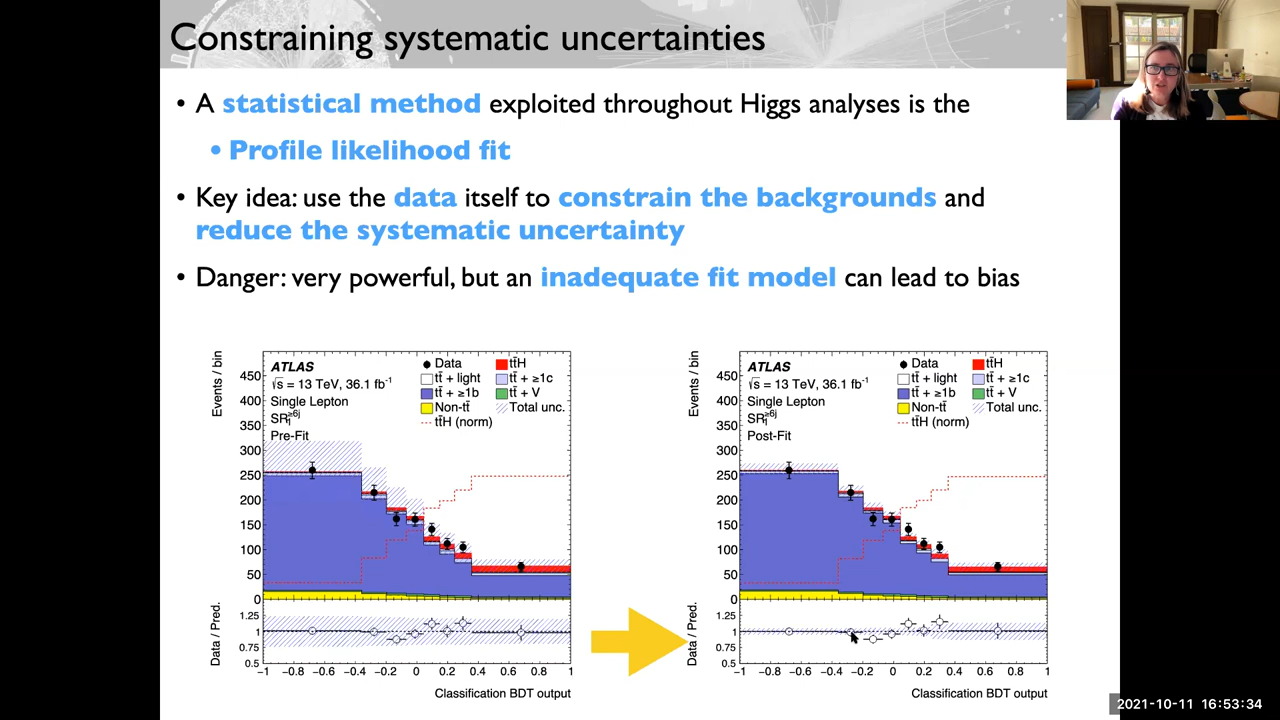 Constraining systematic uncertainties
• A statistical method exploited throughout Higgs analyses is the
• Profile likelihood fit
• Key idea: use the data itself to constrain the backgrounds and
reduce the systematic uncertainty
• Danger: very powerful, but an inadequate fit model can lead to bias
Events / bin
450
400
350
300
250
200
150
100
50
0
ATLAS
√s = 13 TeV, 36.1 fb⁻¹
Single Lepton
SR₁≥6j
Pre-Fit
Data
tt̄H
tt̄ + light
tt̄ + ≥1c
tt̄ + ≥1b
tt̄ + V
Non-tt̄
Total unc.
tt̄H (norm)
Data / Pred.
1.25
1
0.75
0.5
−1 −0.8 −0.6 −0.4 −0.2 0 0.2 0.4 0.6 0.8 1
Classification BDT output
Events / bin
450
400
350
300
250
200
150
100
50
0
ATLAS
√s = 13 TeV, 36.1 fb⁻¹
Single Lepton
SR₁≥6j
Post-Fit
Data
tt̄H
tt̄ + light
tt̄ + ≥1c
tt̄ + ≥1b
tt̄ + V
Non-tt̄
Total unc.
tt̄H (norm)
Data / Pred.
1.25
1
0.75
0.5
−1 −0.8 −0.6 −0.4 −0.2 0 0.2 0.4 0.6 0.8 1
Classification BDT output
2021-10-11 16:53:34